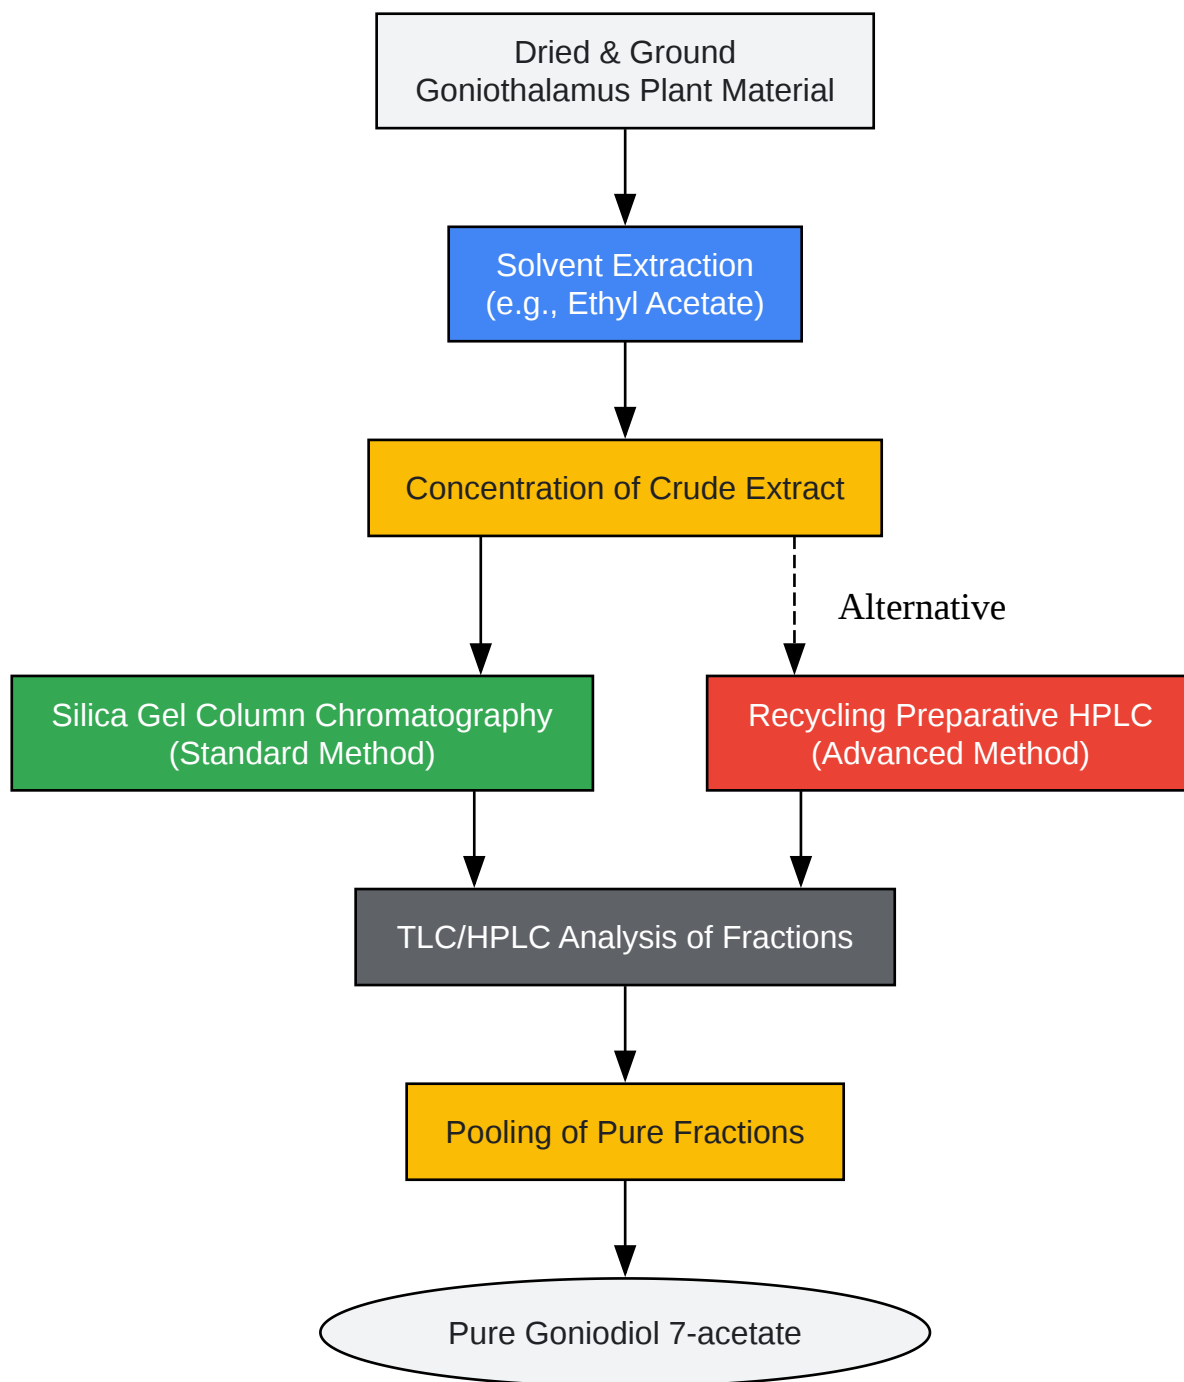 Dried & Ground
Goniothalamus Plant Material
Solvent Extraction
(e.g., Ethyl Acetate)
Concentration of Crude Extract
Alternative
Silica Gel Column Chromatography
(Standard Method)
Recycling Preparative HPLC
(Advanced Method)
TLC/HPLC Analysis of Fractions
Pooling of Pure Fractions
Pure Goniodiol 7-acetate